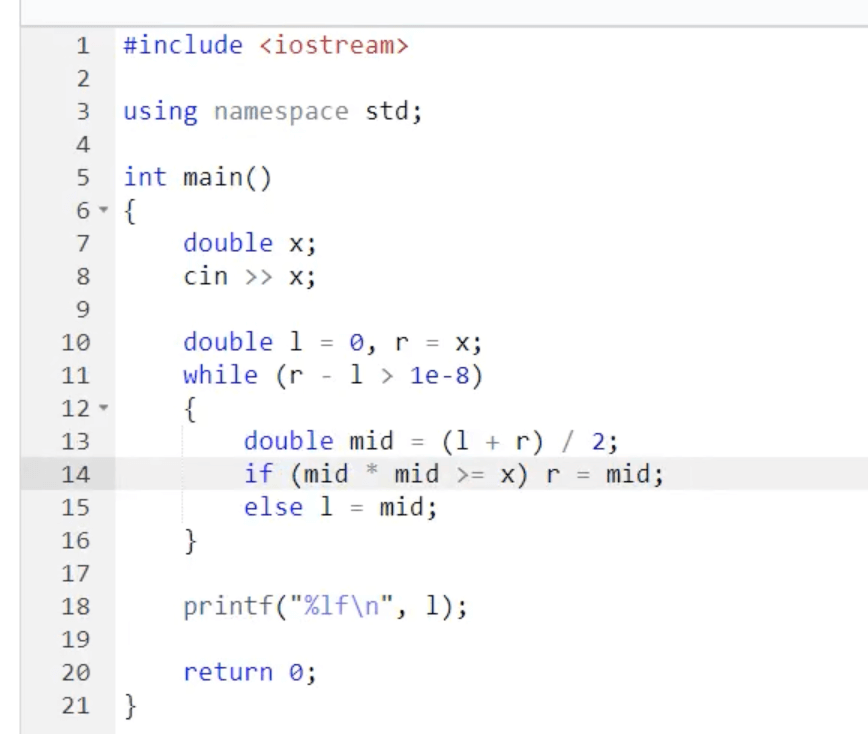 1 #include <iostream>
2
3 using namespace std;
4
5 int main()
6 {
7 double x;
8 cin >> x;
9
10 double l = 0, r = x;
11 while (r - l > 1e-8)
12 {
13 double mid = (l + r) / 2;
14 if (mid * mid >= x) r = mid;
15 else l = mid;
16 }
17
18 printf("%lf\n", l);
19
20 return 0;
21 }